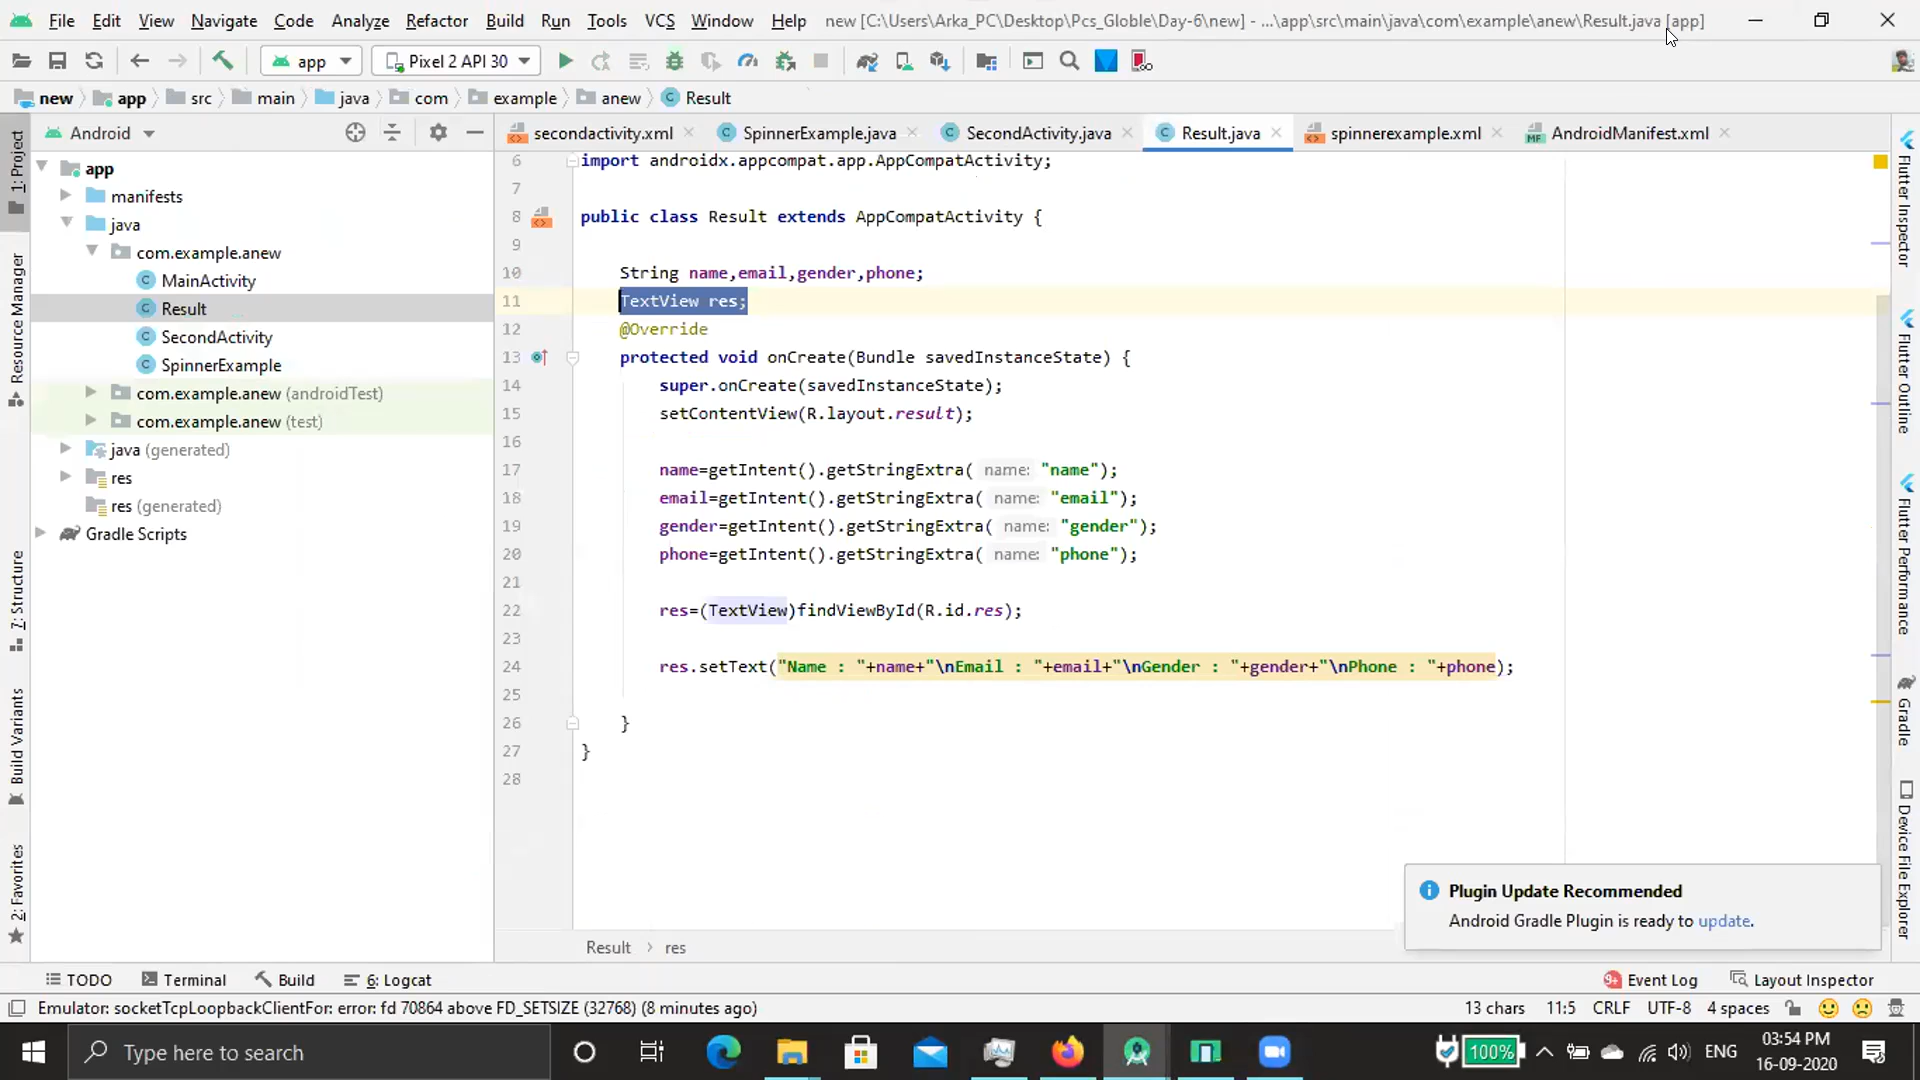 File Edit View Navigate Code Analyze Refactor Build Run Tools VCS Window Help new [C:\Users\Arka_PC\Desktop\Pcs_Globle\Day-6\new] - ...\app\src\main\java\com\example\anew\Result.java [app]
app Pixel 2 API 30
new app src main java com example anew Result
Android
secondactivity.xml SpinnerExample.java SecondActivity.java Result.java spinnerexample.xml AndroidManifest.xml
app
manifests
java
com.example.anew
MainActivity
Result
SecondActivity
SpinnerExample
com.example.anew (androidTest)
com.example.anew (test)
java (generated)
res
res (generated)
Gradle Scripts
1: Project
Resource Manager
7: Structure
Build Variants
2: Favorites
6 import androidx.appcompat.app.AppCompatActivity;
7
8 public class Result extends AppCompatActivity {
9
10 String name,email,gender,phone;
11 TextView res;
12 @Override
13 protected void onCreate(Bundle savedInstanceState) {
14 super.onCreate(savedInstanceState);
15 setContentView(R.layout.result);
16
17 name=getIntent().getStringExtra( name: "name");
18 email=getIntent().getStringExtra( name: "email");
19 gender=getIntent().getStringExtra( name: "gender");
20 phone=getIntent().getStringExtra( name: "phone");
21
22 res=(TextView)findViewById(R.id.res);
23
24 res.setText("Name : "+name+"\nEmail : "+email+"\nGender : "+gender+"\nPhone : "+phone);
25
26 }
27 }
28
Flutter Inspector
Flutter Outline
Flutter Performance
Gradle
Device File Explorer
Plugin Update Recommended
Android Gradle Plugin is ready to update.
Result > res
TODO Terminal Build 6: Logcat 9+ Event Log Layout Inspector
Emulator: socketTcpLoopbackClientFor: error: fd 70864 above FD_SETSIZE (32768) (8 minutes ago) 13 chars 11:5 CRLF UTF-8 4 spaces
Type here to search 100% ENG 03:54 PM
16-09-2020